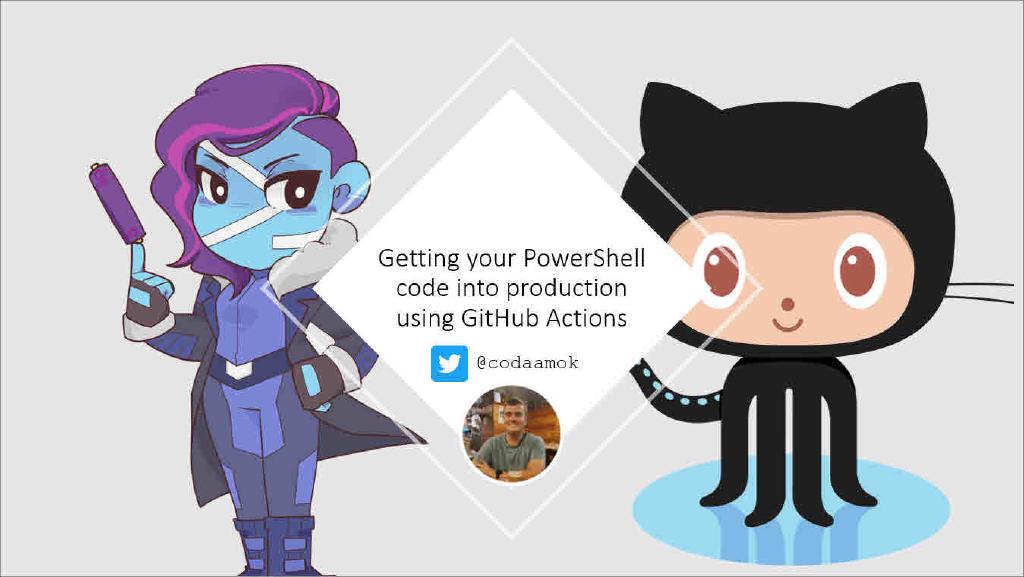 Getting your PowerShell
code into production
using GitHub Actions
@codaamok